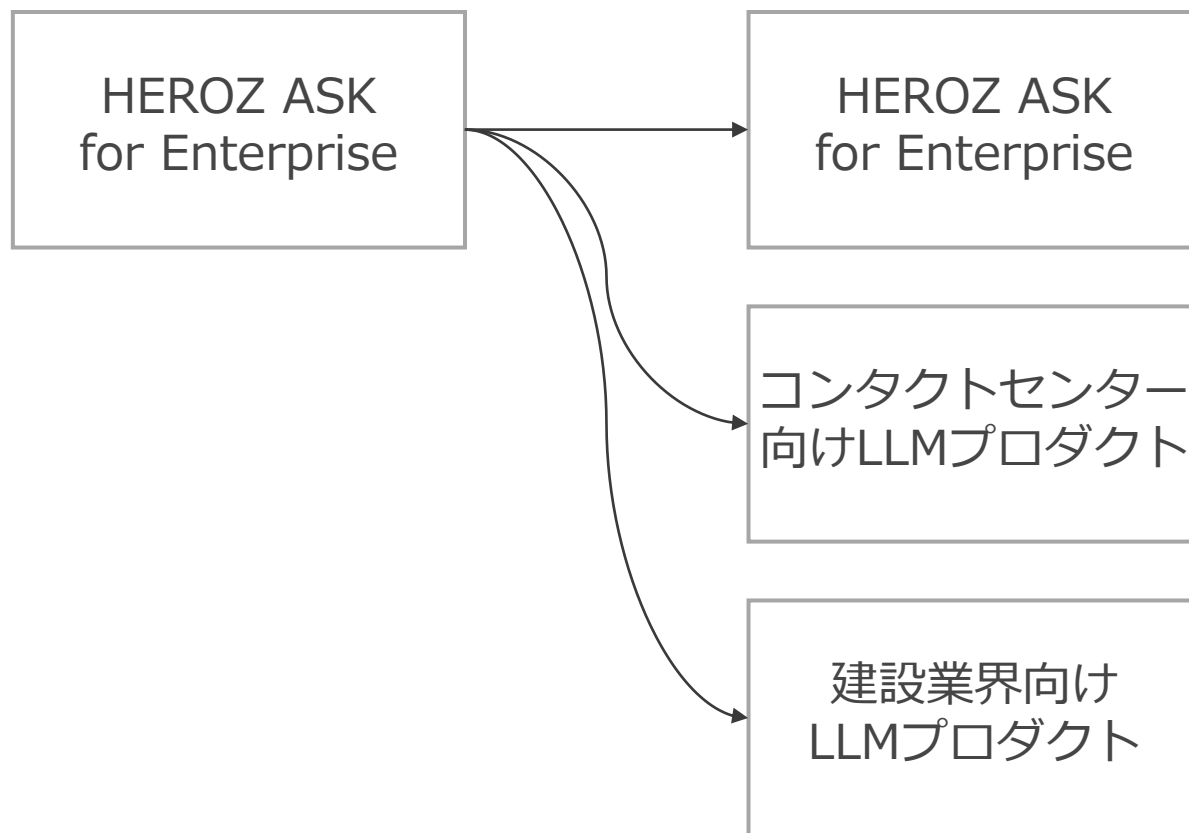 HEROZ ASK
for Enterprise
HEROZ ASK
for Enterprise
コンタクトセンター
向けLLMプロダクト
建設業界向け
LLMプロダクト